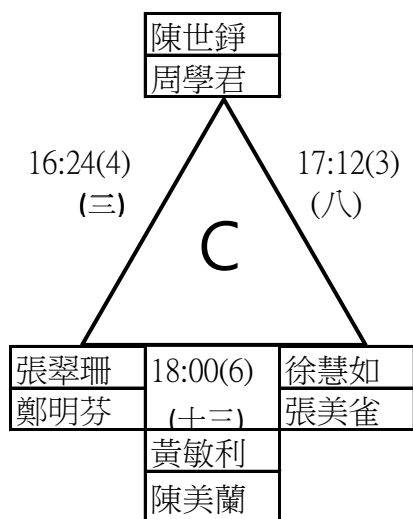 陳世錚
周學君
16:24(4)
(三)
17:12(3)
(八)
C
張翠珊
鄭明芬
18:00(6)
(十三)
徐慧如
張美雀
黃敏利
陳美蘭